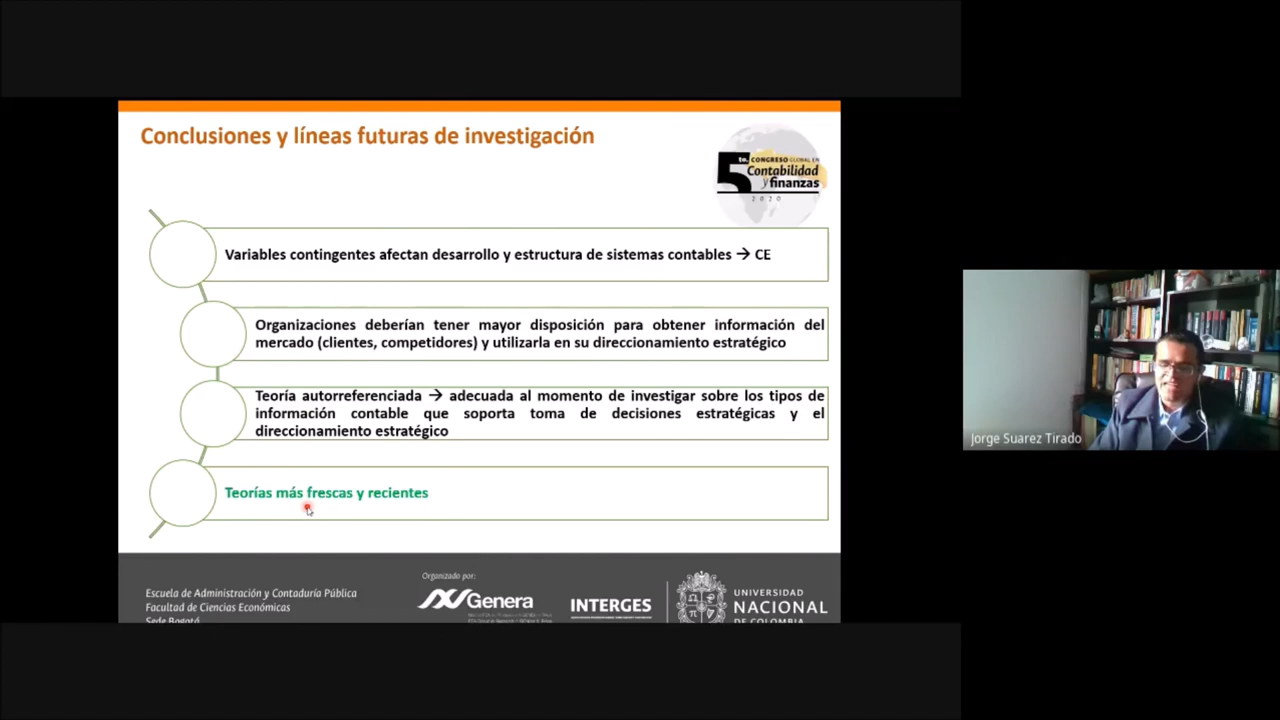 Conclusiones y líneas futuras de investigación
5to. CONGRESO GLOBAL EN
Contabilidad
y finanzas
2020
Variables contingentes afectan desarrollo y estructura de sistemas contables → CE
Organizaciones deberían tener mayor disposición para obtener información del
mercado (clientes, competidores) y utilizarla en su direccionamiento estratégico
Teoría autorreferenciada → adecuada al momento de investigar sobre los tipos de
información contable que soporta toma de decisiones estratégicas y el
direccionamiento estratégico
Teorías más frescas y recientes
Jorge Suarez Tirado
Organizado por:
Escuela de Administración y Contaduría Pública
Facultad de Ciencias Económicas
Sede Bogotá
Genera
INTERGES
UNIVERSIDAD
NACIONAL
DE COLOMBIA